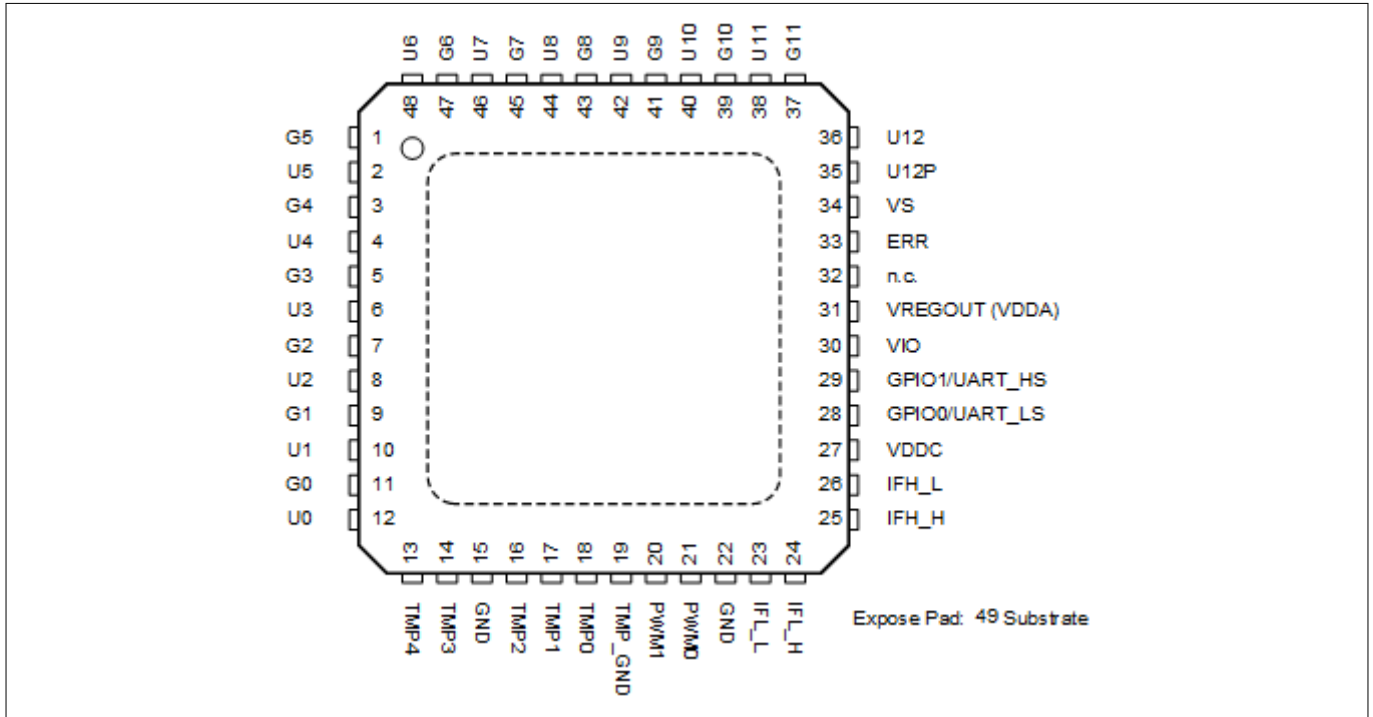 U6 G6 U7 G7 U8 G8 U9 G9 U10 G10 U11 G11
48 47 46 45 44 43 42 41 40 39 38 37
G5 1 36 U12
U5 2 35 U12P
G4 3 34 VS
U4 4 33 ERR
G3 5 32 n.c.
U3 6 31 VREGOUT (VDDA)
G2 7 30 VIO
U2 8 29 GPIO1/UART_HS
G1 9 28 GPIO0/UART_LS
U1 10 27 VDDC
G0 11 26 IFH_L
U0 12 25 IFH_H
13 14 15 16 17 18 19 20 21 22 23 24
TMP4 TMP3 GND TMP2 TMP1 TMP0 TMP_GND PWM1 PWM0 GND IFL_L IFL_H
Expose Pad: 49 Substrate